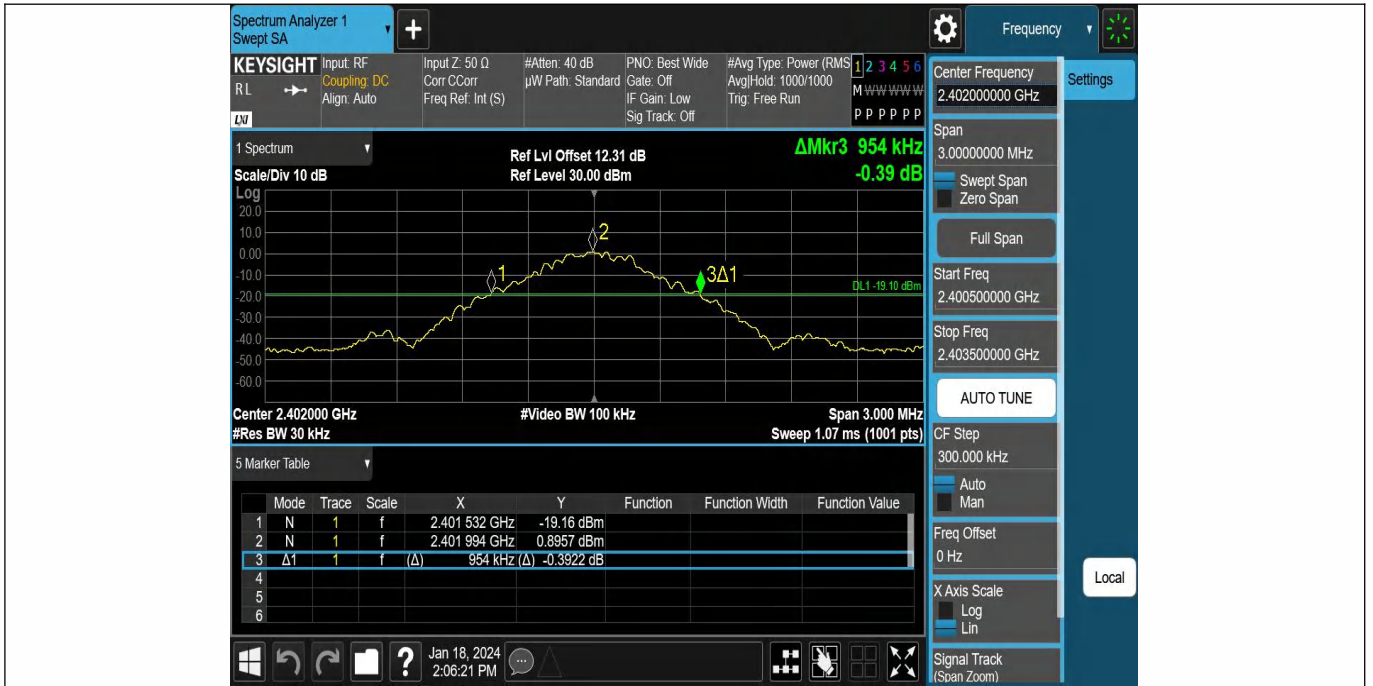 Spectrum Analyzer 1
Swept SA
Frequency
KEYSIGHT
R L
LXI
Input: RF
Coupling: DC
Align: Auto
Input Z: 50 Ω
Corr CCorr
Freq Ref: Int (S)
#Atten: 40 dB
µW Path: Standard
PNO: Best Wide
Gate: Off
IF Gain: Low
Sig Track: Off
#Avg Type: Power (RMS
Avg|Hold: 1000/1000
Trig: Free Run
1 2 3 4 5 6
M W W W W W
P P P P P P
1 Spectrum
Scale/Div 10 dB
Ref Lvl Offset 12.31 dB
Ref Level 30.00 dBm
ΔMkr3 954 kHz
-0.39 dB
Log
20.0
10.0
0.00
-10.0
-20.0
-30.0
-40.0
-50.0
-60.0
1
2
3Δ1
DL1 -19.10 dBm
Center 2.402000 GHz
#Video BW 100 kHz
Span 3.000 MHz
#Res BW 30 kHz
Sweep 1.07 ms (1001 pts)
5 Marker Table
Mode Trace Scale X Y Function Function Width Function Value
1 N 1 f 2.401 532 GHz -19.16 dBm
2 N 1 f 2.401 994 GHz 0.8957 dBm
3 Δ1 1 f (Δ) 954 kHz (Δ) -0.3922 dB
4
5
6
?
Jan 18, 2024
2:06:21 PM
Center Frequency
2.402000000 GHz
Settings
Span
3.00000000 MHz
Swept Span
Zero Span
Full Span
Start Freq
2.400500000 GHz
Stop Freq
2.403500000 GHz
AUTO TUNE
CF Step
300.000 kHz
Auto
Man
Freq Offset
0 Hz
X Axis Scale
Log
Lin
Local
Signal Track
(Span Zoom)